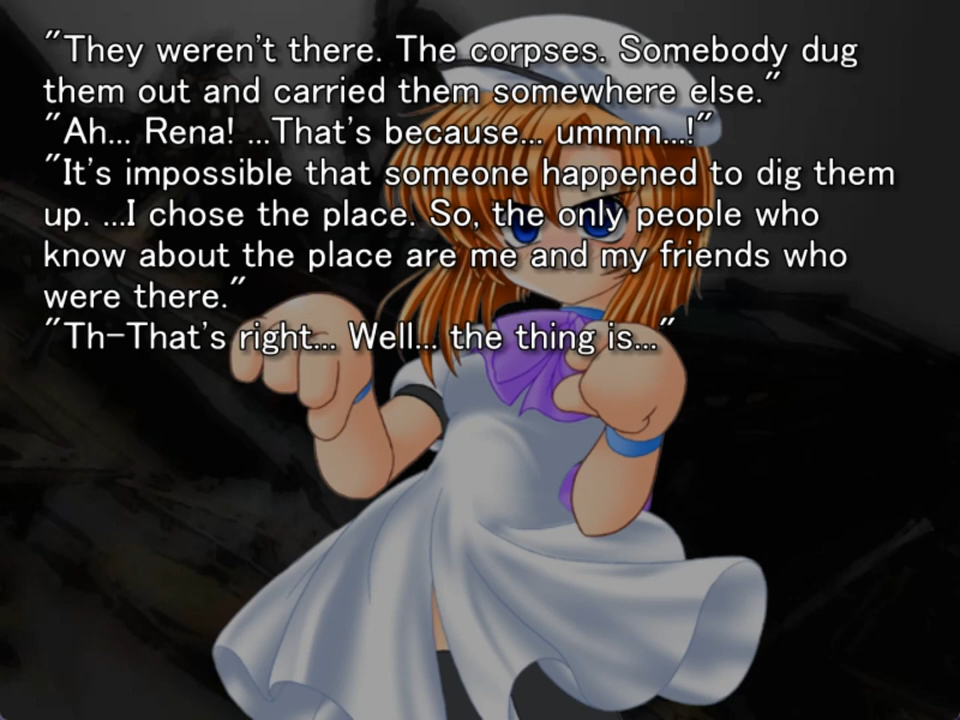 "They weren't there. The corpses. Somebody dug
them out and carried them somewhere else."
"Ah... Rena! ...That's because... ummm...!"
"It's impossible that someone happened to dig them
up. ...I chose the place. So, the only people who
know about the place are me and my friends who
were there."
"Th-That's right... Well... the thing is..."